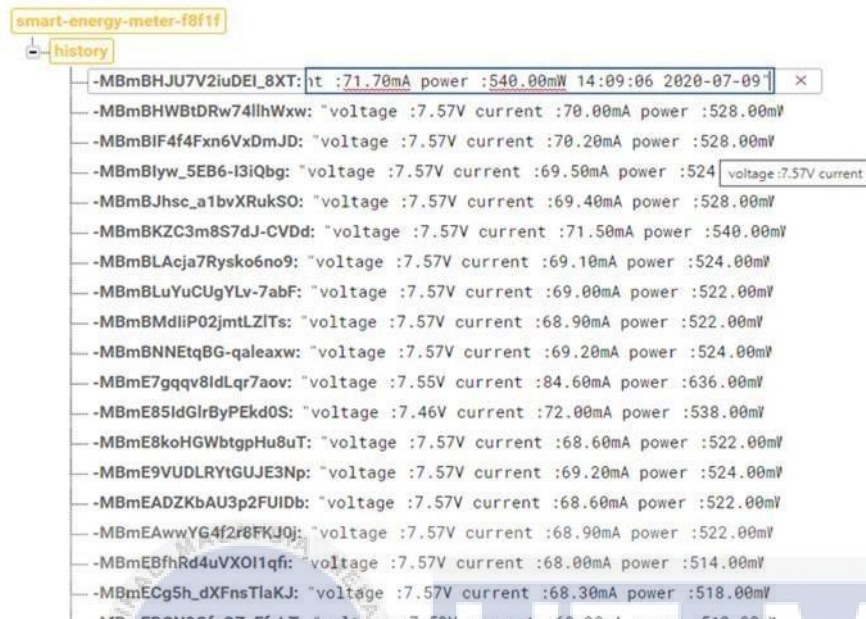 smart-energy-meter-f8f1f
history
-MBmBHJU7V2iuDEI_8XT: nt :71.70mA power :540.00mW 14:09:06 2020-07-09"
-MBmBHWBtDRw74llhWxw: "voltage :7.57V current :70.00mA power :528.00mW
-MBmBIF4f4Fxn6VxDmJD: "voltage :7.57V current :70.20mA power :528.00mW
-MBmBIyw_5EB6-I3iQbg: "voltage :7.57V current :69.50mA power :524 voltage :7.57V current
-MBmBJhsc_a1bvXRukSO: "voltage :7.57V current :69.40mA power :528.00mW
-MBmBKZC3m8S7dJ-CVDd: "voltage :7.57V current :71.50mA power :540.00mW
-MBmBLAcja7Rysko6no9: "voltage :7.57V current :69.10mA power :524.00mW
-MBmBLuYuCUgYLv-7abF: "voltage :7.57V current :69.00mA power :522.00mW
-MBmBMdIiP02jmtLZlTs: "voltage :7.57V current :68.90mA power :522.00mW
-MBmBNNEtqBG-qaleaxw: "voltage :7.57V current :69.20mA power :524.00mW
-MBmE7gqqv8IdLqr7aov: "voltage :7.55V current :84.60mA power :636.00mW
-MBmE85IdGlrByPEkd0S: "voltage :7.46V current :72.00mA power :538.00mW
-MBmE8koHGWbtgpHu8uT: "voltage :7.57V current :68.60mA power :522.00mW
-MBmE9VUDLRYtGUJE3Np: "voltage :7.57V current :69.20mA power :524.00mW
-MBmEADZKbAU3p2FUIDb: "voltage :7.57V current :68.60mA power :522.00mW
-MBmEAwwYG4f2r8FKJ0j: "voltage :7.57V current :68.90mA power :522.00mW
-MBmEBfhRd4uVXOI1qfi: "voltage :7.57V current :68.00mA power :514.00mW
-MBmECg5h_dXFnsTlaKJ: "voltage :7.57V current :68.30mA power :518.00mW